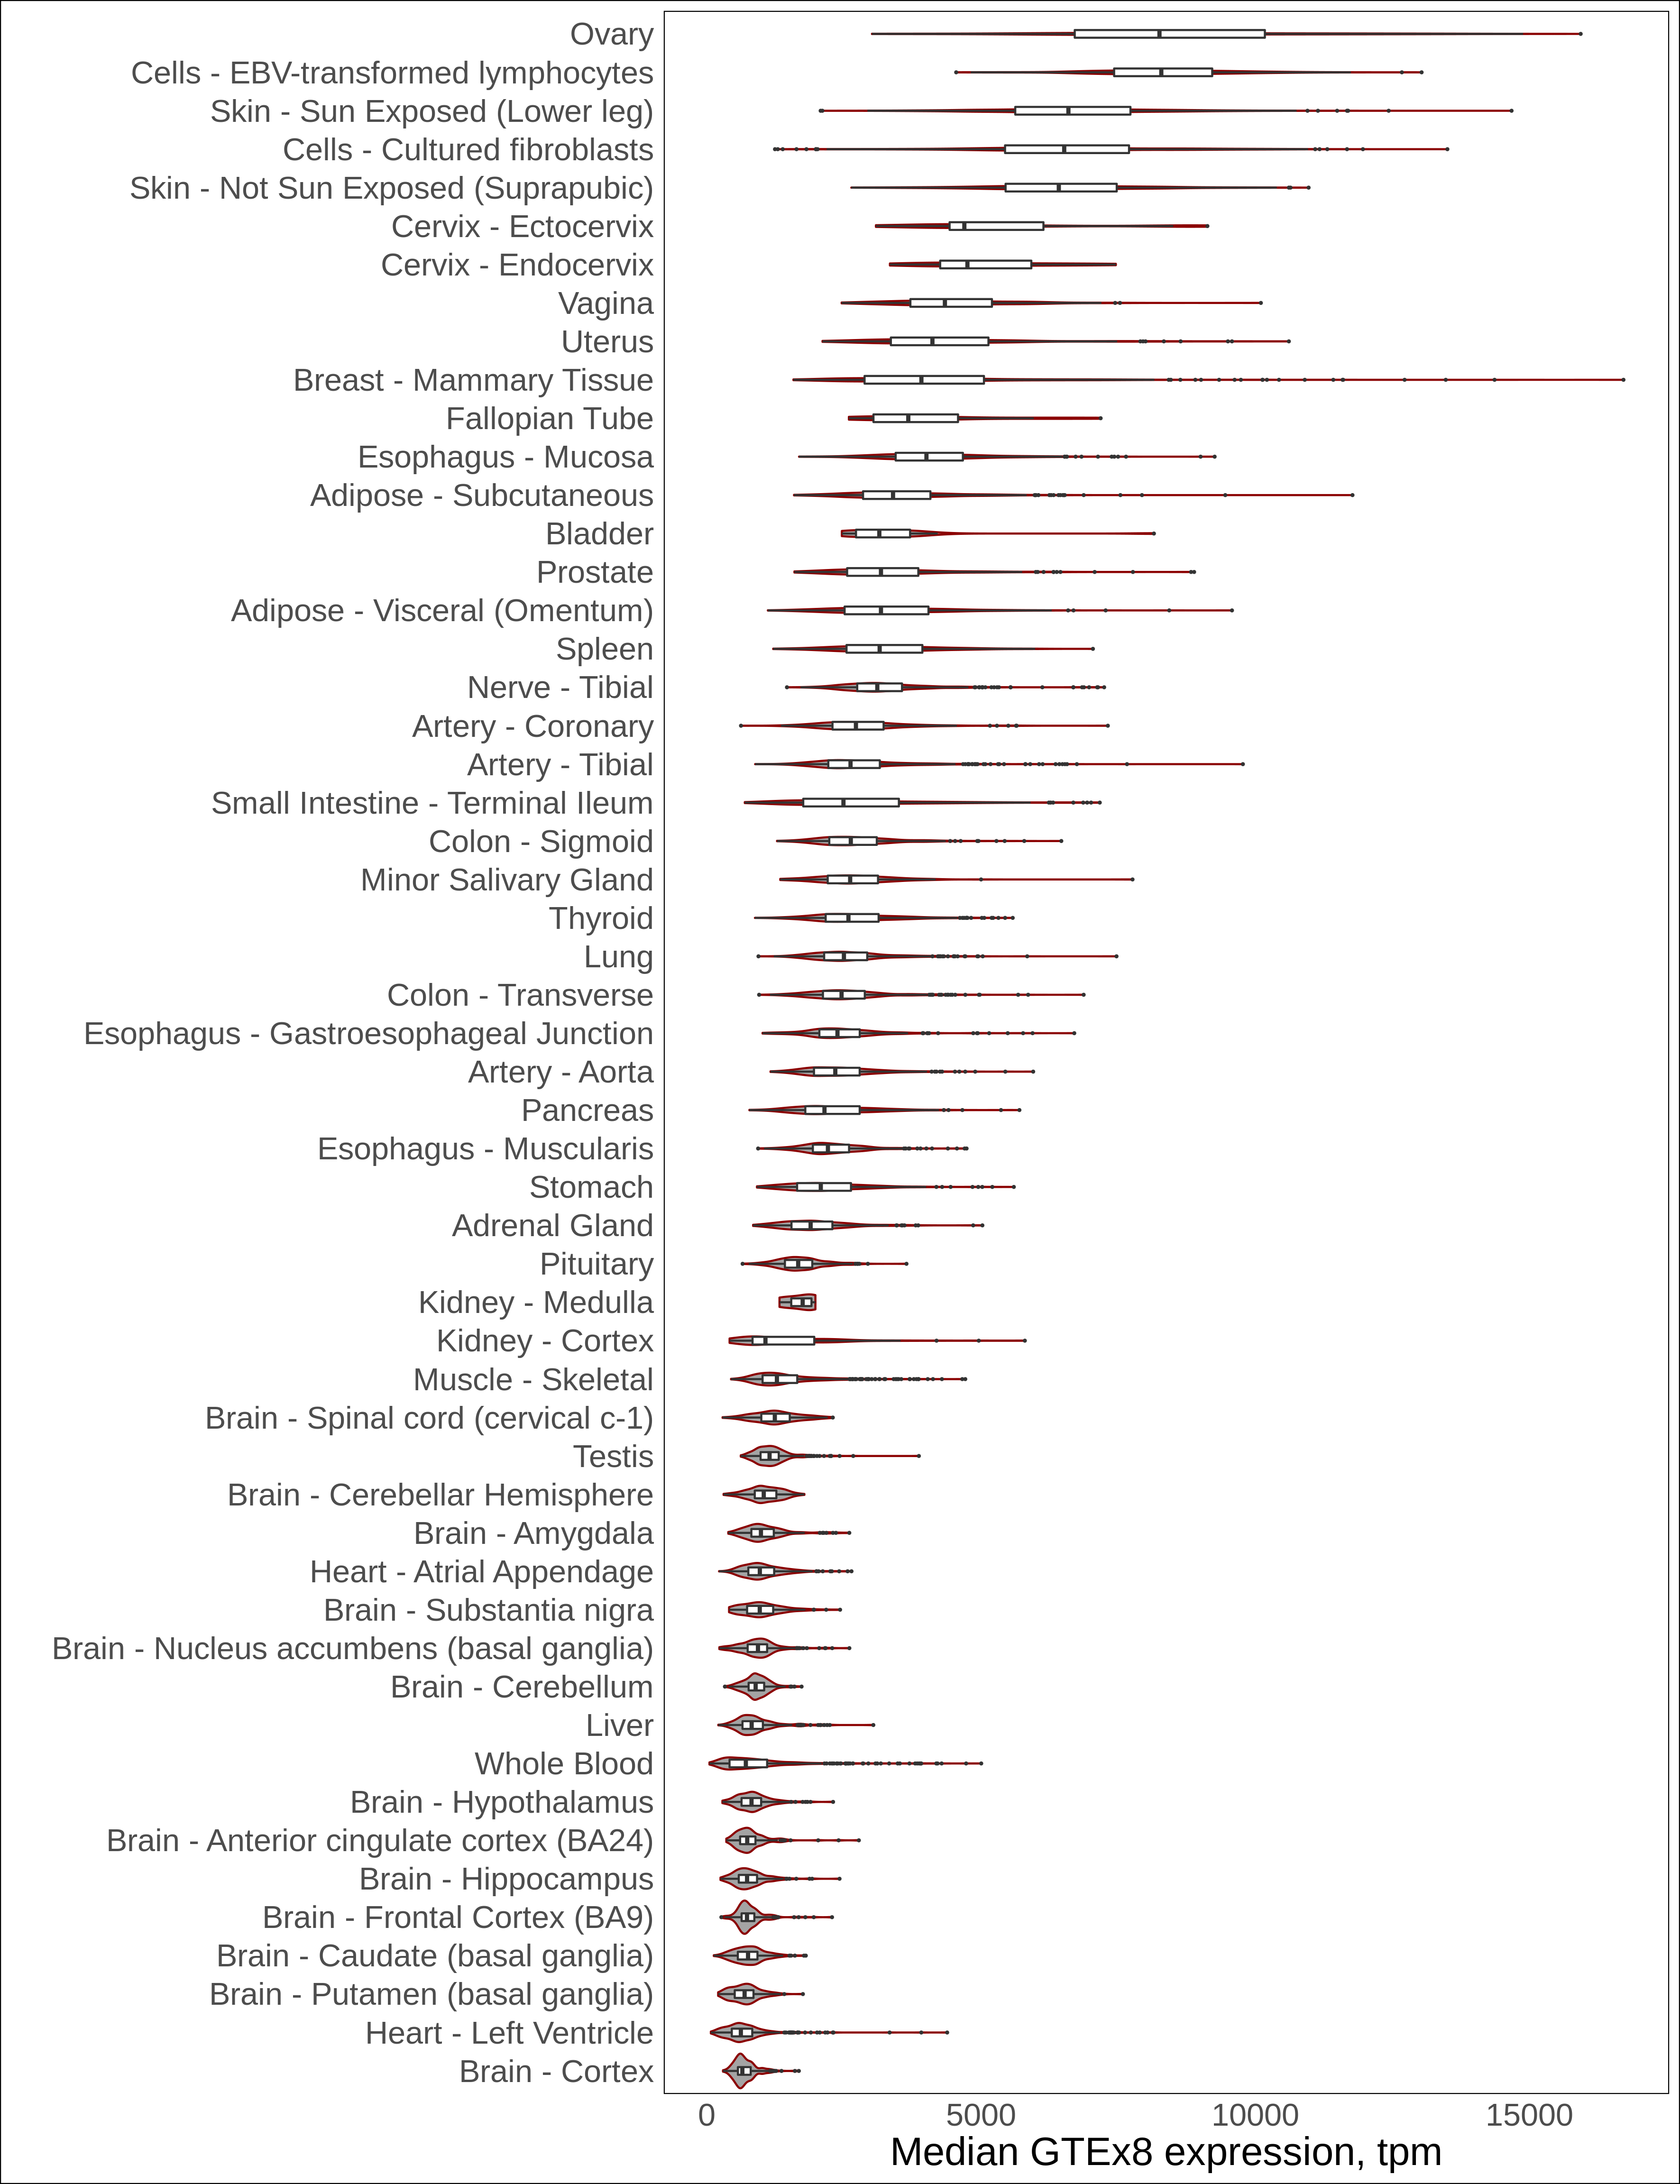 Ovary
Cells - EBV-transformed lymphocytes
Skin - Sun Exposed (Lower leg)
Cells - Cultured fibroblasts
Skin - Not Sun Exposed (Suprapubic)
Cervix - Ectocervix
Cervix - Endocervix
Vagina
Uterus
Breast - Mammary Tissue
Fallopian Tube
Esophagus - Mucosa
Adipose - Subcutaneous
Bladder
Prostate
Adipose - Visceral (Omentum)
Spleen
Nerve - Tibial
Artery - Coronary
Artery - Tibial
Small Intestine - Terminal Ileum
Colon - Sigmoid
Minor Salivary Gland
Thyroid
Lung
Colon - Transverse
Esophagus - Gastroesophageal Junction
Artery - Aorta
Pancreas
Esophagus - Muscularis
Stomach
Adrenal Gland
Pituitary
Kidney - Medulla
Kidney - Cortex
Muscle - Skeletal
Brain - Spinal cord (cervical c-1)
Testis
Brain - Cerebellar Hemisphere
Brain - Amygdala
Heart - Atrial Appendage
Brain - Substantia nigra
Brain - Nucleus accumbens (basal ganglia)
Brain - Cerebellum
Liver
Whole Blood
Brain - Hypothalamus
Brain - Anterior cingulate cortex (BA24)
Brain - Hippocampus
Brain - Frontal Cortex (BA9)
Brain - Caudate (basal ganglia)
Brain - Putamen (basal ganglia)
Heart - Left Ventricle
Brain - Cortex
0 5000 10000 15000
Median GTEx8 expression, tpm